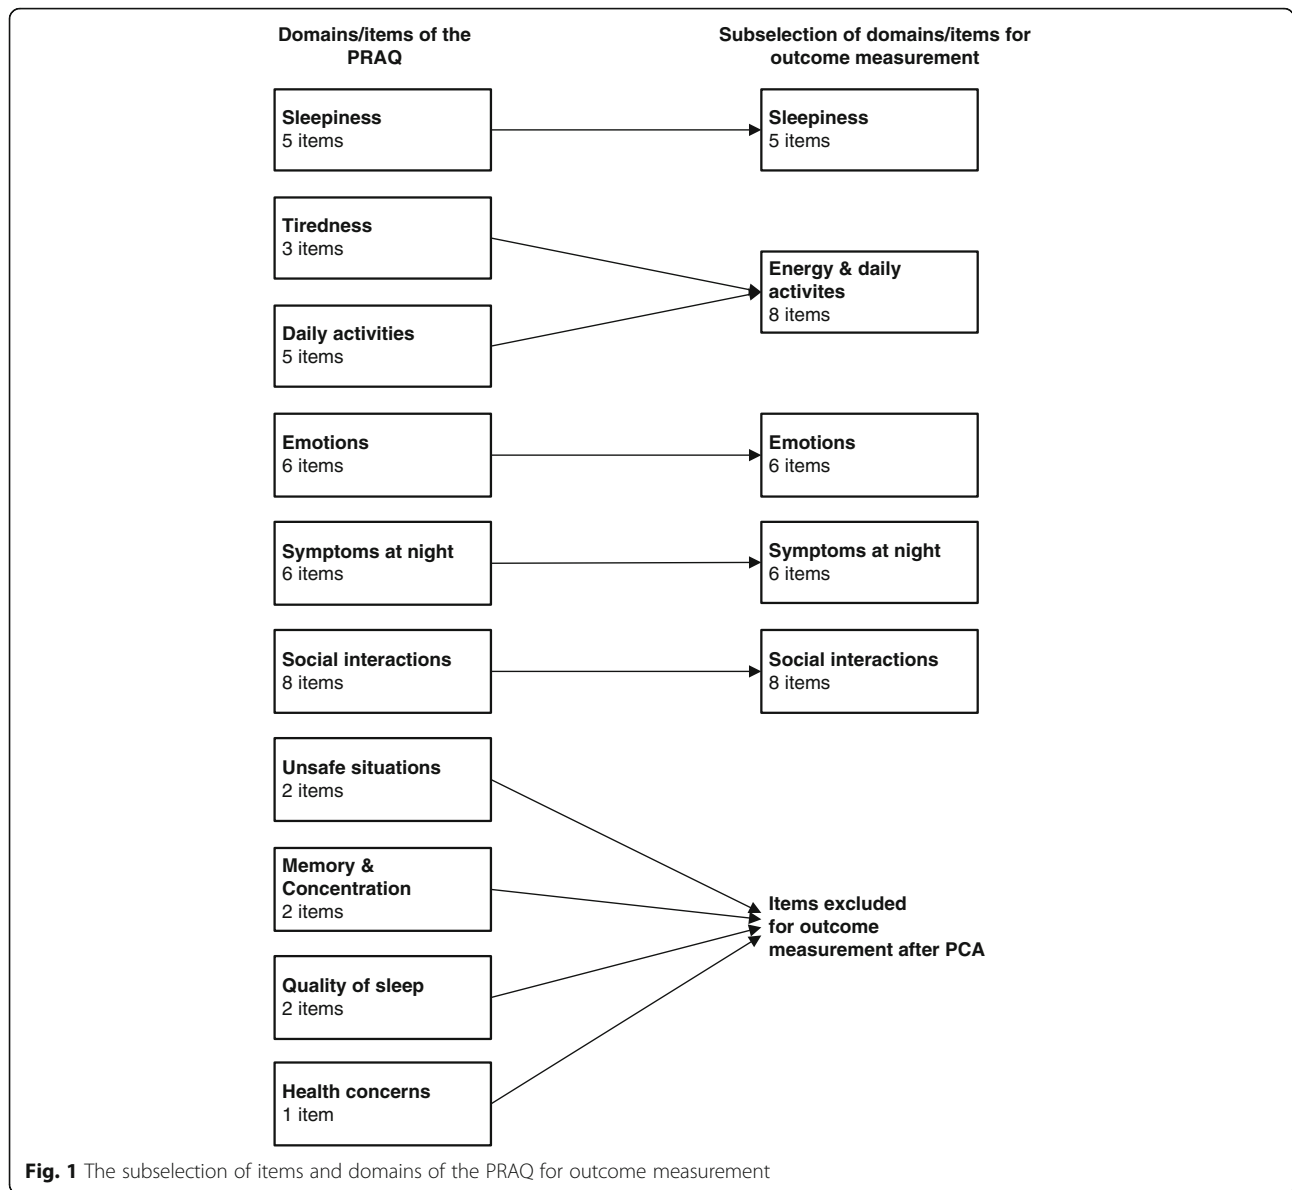 Domains/items of the
PRAQ
Subselection of domains/items for
outcome measurement
Sleepiness
5 items
Sleepiness
5 items
Tiredness
3 items
Energy & daily
activites
8 items
Daily activities
5 items
Emotions
6 items
Emotions
6 items
Symptoms at night
6 items
Symptoms at night
6 items
Social interactions
8 items
Social interactions
8 items
Unsafe situations
2 items
Memory &
Concentration
2 items
Items excluded
for outcome
measurement after PCA
Quality of sleep
2 items
Health concerns
1 item
Fig. 1 The subselection of items and domains of the PRAQ for outcome measurement